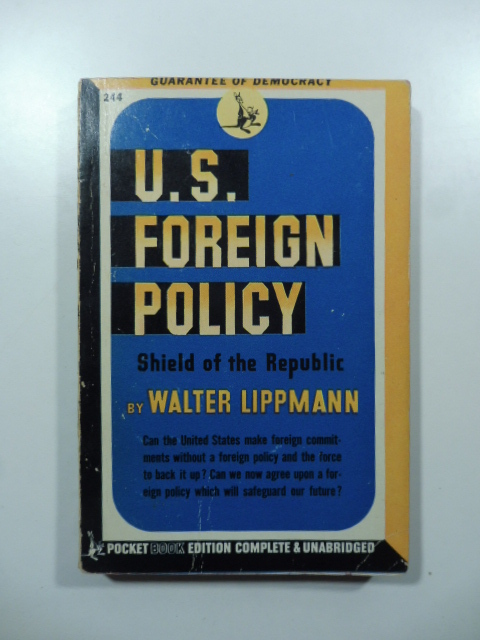 GUARANTEE OF DEMOCRACY
244
U.S.
FOREIGN
POLICY
Shield of the Republic
BY WALTER LIPPMANN
Can the United States make foreign commit-
ments without a foreign policy and the force
to back it up? Can we now agree upon a for-
eign policy which will safeguard our future?
POCKET BOOK EDITION COMPLETE & UNABRIDGED